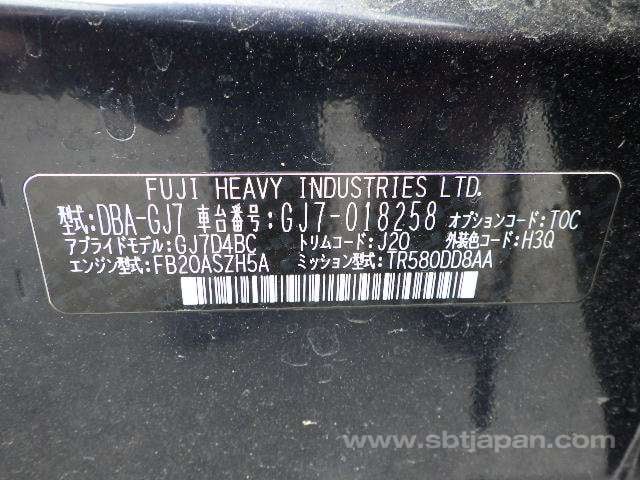 FUJI HEAVY INDUSTRIES LTD.
型式:DBA-GJ7 車台番号:GJ7-018258 オプションコード:TOC
アプライドモデル:GJ7D4BC トリムコード:J20 外装色コード:H3Q
エンジン型式:FB20ASZH5A ミッション型式:TR580DD8AA
www.sbtjapan.com